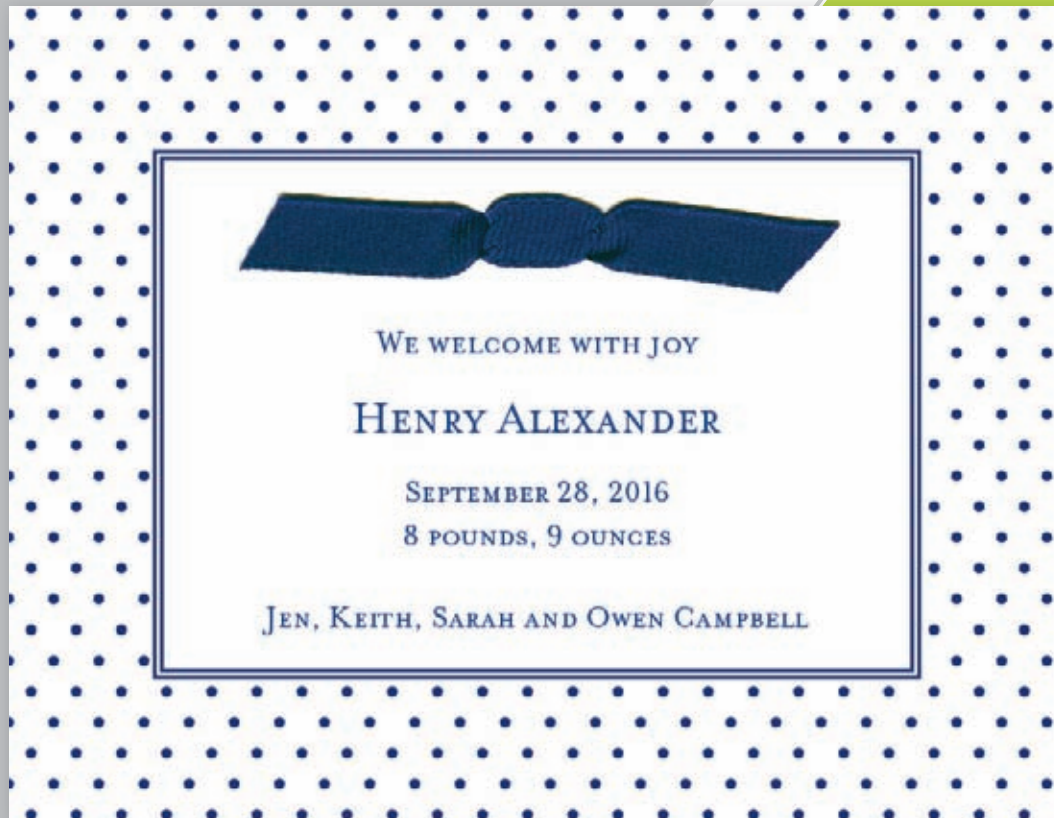 We welcome with joy
Henry Alexander
September 28, 2016
8 pounds, 9 ounces
Jen, Keith, Sarah and Owen Campbell